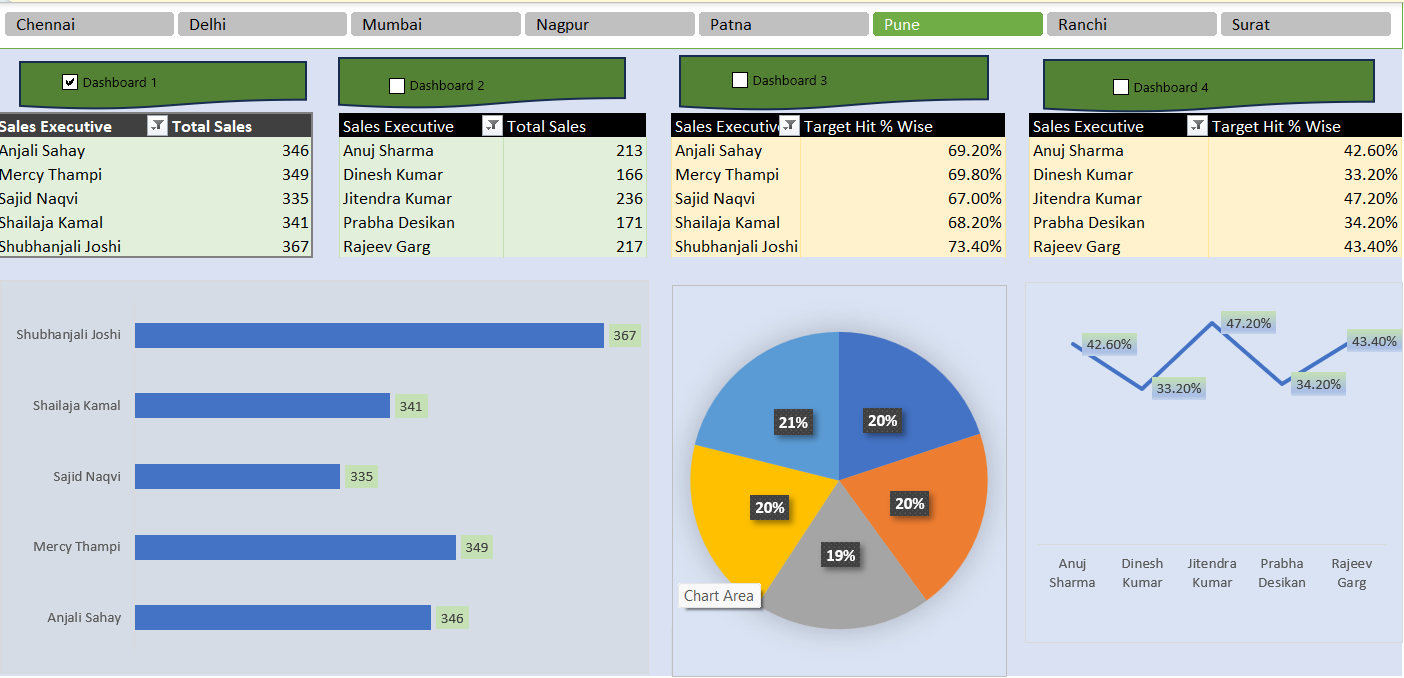 Chennai Delhi Mumbai Nagpur Patna Pune Ranchi Surat
Dashboard 1
Dashboard 2
Dashboard 3
Dashboard 4
Sales Executive Total Sales
Anjali Sahay 346
Mercy Thampi 349
Sajid Naqvi 335
Shailaja Kamal 341
Shubhanjali Joshi 367
Sales Executive Total Sales
Anuj Sharma 213
Dinesh Kumar 166
Jitendra Kumar 236
Prabha Desikan 171
Rajeev Garg 217
Sales Executiv Target Hit % Wise
Anjali Sahay 69.20%
Mercy Thampi 69.80%
Sajid Naqvi 67.00%
Shailaja Kamal 68.20%
Shubhanjali Joshi 73.40%
Sales Executive Target Hit % Wise
Anuj Sharma 42.60%
Dinesh Kumar 33.20%
Jitendra Kumar 47.20%
Prabha Desikan 34.20%
Rajeev Garg 43.40%
Shubhanjali Joshi 367
Shailaja Kamal 341
Sajid Naqvi 335
Mercy Thampi 349
Anjali Sahay 346
21% 20%
20% 20%
19%
Chart Area
42.60% 33.20% 47.20% 34.20% 43.40%
Anuj Dinesh Jitendra Prabha Rajeev
Sharma Kumar Kumar Desikan Garg